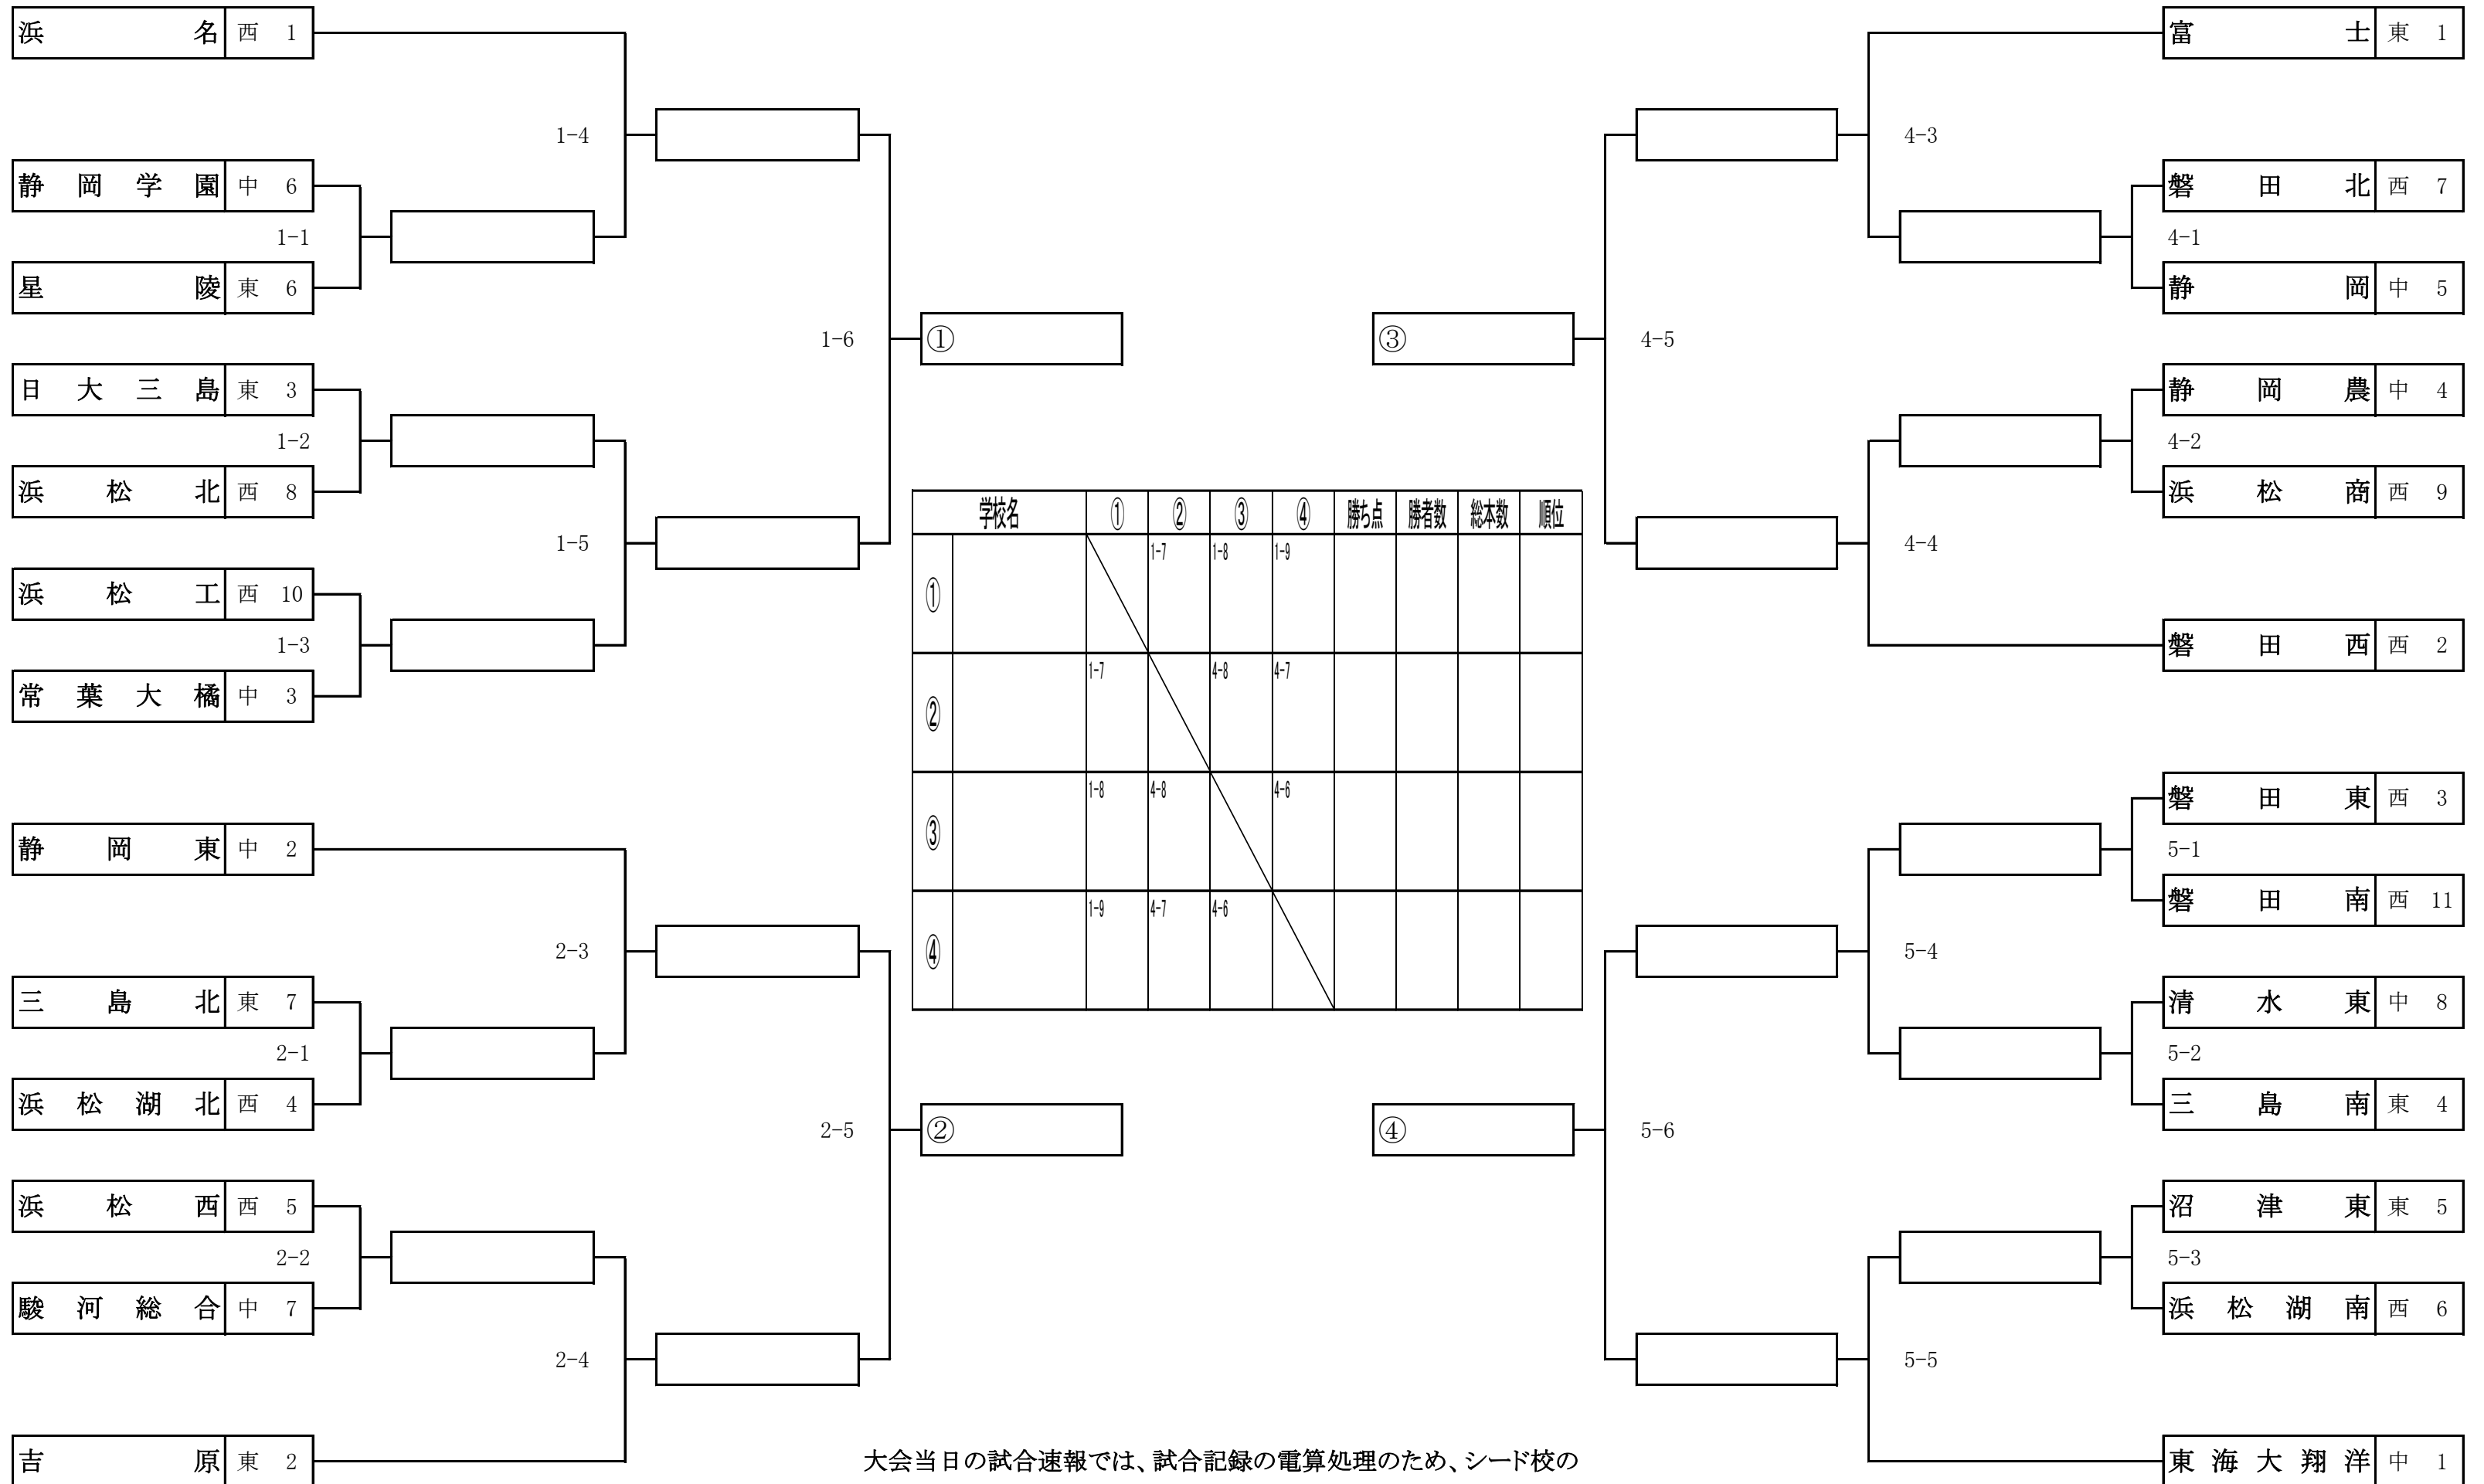 浜名 西 1
1-4
静岡学園 中 6
1-1
星陵 東 6
1-6
①
日大三島 東 3
1-2
浜松北 西 8
1-5
浜松工 西 10
1-3
常葉大橘 中 3
静岡東 中 2
2-3
三島北 東 7
2-1
浜松湖北 西 4
2-5
②
浜松西 西 5
2-2
駿河総合 中 7
2-4
吉原 東 2
学校名 ① ② ③ ④ 勝ち点 勝者数 総本数 順位
① 1-7 1-8 1-9
② 1-7 4-8 4-7
③ 1-8 4-8 4-6
④ 1-9 4-7 4-6
富士 東 1
4-3
磐田北 西 7
4-1
静岡 中 5
③
4-5
静岡農 中 4
4-2
浜松商 西 9
4-4
磐田西 西 2
磐田東 西 3
5-1
磐田南 西 11
5-4
清水東 中 8
5-2
三島南 東 4
④
5-6
沼津東 東 5
5-3
浜松湖南 西 6
5-5
東海大翔洋 中 1
大会当日の試合速報では、試合記録の電算処理のため、シード校の